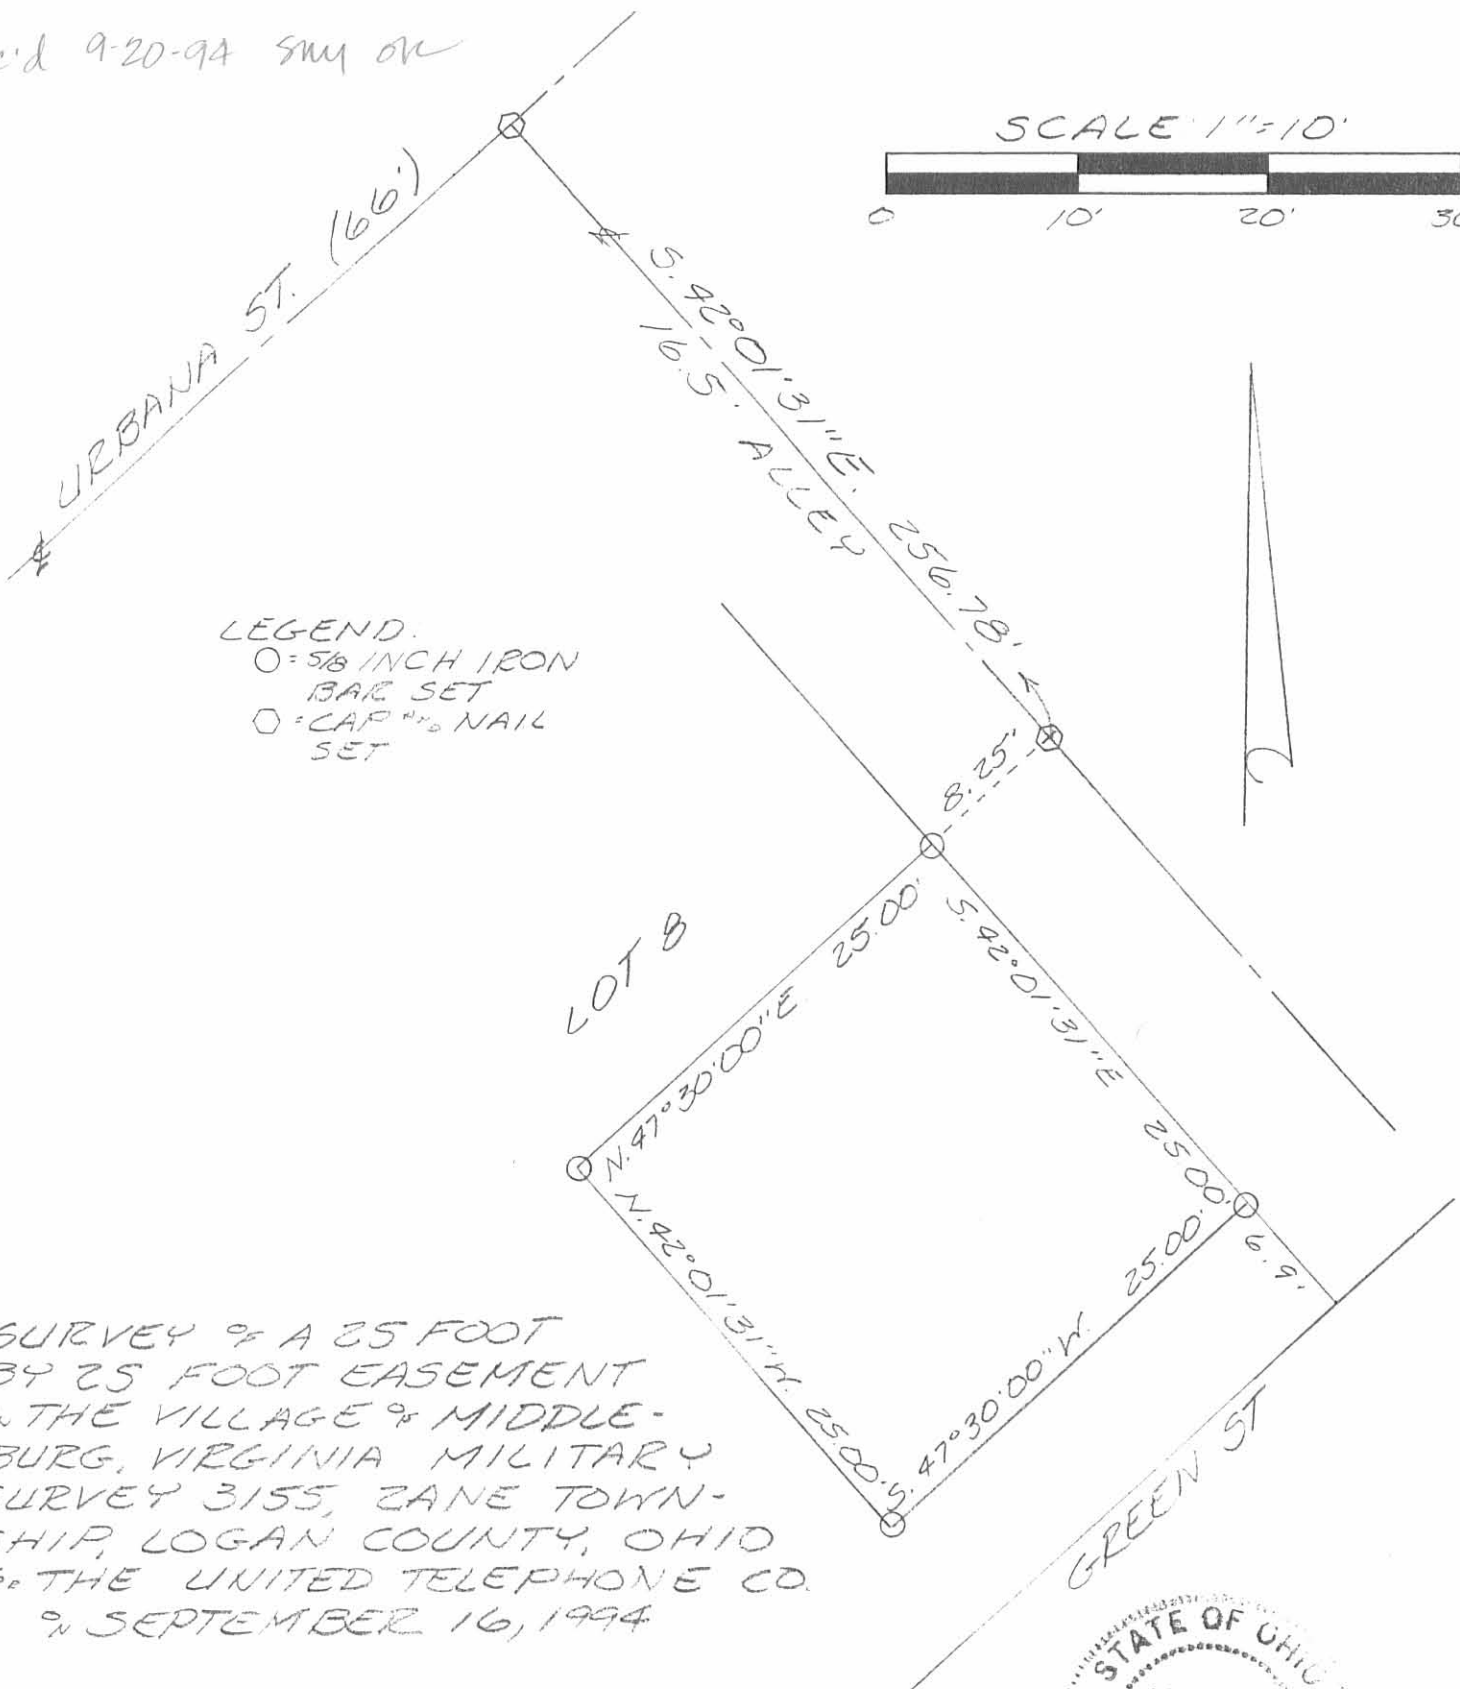 9-20-94 SMY OK
SCALE 1"=10'
0 10' 20'
URBANA ST. (66')
S. 42°01'31"E. 256.78'
16.5' ALLEY
LEGEND.
= 5/8 INCH IRON
BAR SET
= CAP AND NAIL
SET
8.25'
LOT 8
N. 47°30'00"E 25.00'
S. 42°01'31"E 25.00'
N. 42°01'31"W. 25.00'
S. 47°30'00"W. 25.00'
6.9'
GREEN ST
SURVEY OF A 25 FOOT
BY 25 FOOT EASEMENT
THE VILLAGE OF MIDDLE-
BURG, VIRGINIA MILITARY
SURVEY 3155, ZANE TOWN-
SHIP, LOGAN COUNTY, OHIO
THE UNITED TELEPHONE CO.
ON SEPTEMBER 16, 1994
STATE OF OHIO